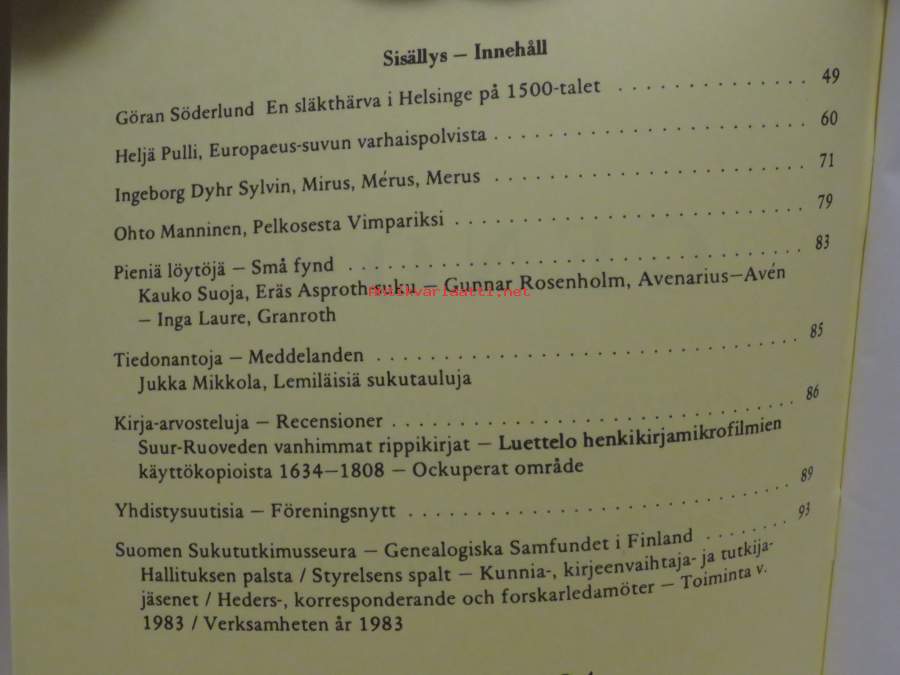 Sisällys – Innehåll
Göran Söderlund En släkthärva i Helsinge på 1500-talet . . . . . . . . . . . . . . 49
Heljä Pulli, Europaeus-suvun varhaispolvista . . . . . . . . . . . . . . . . . . . . . . 60
Ingeborg Dyhr Sylvin, Mirus, Mérus, Merus . . . . . . . . . . . . . . . . . . . . . . 71
Ohto Manninen, Pelkosesta Vimpariksi . . . . . . . . . . . . . . . . . . . . . . . . . 79
Pieniä löytöjä – Små fynd . . . . . . . . . . . . . . . . . . . . . . . . . . . . . . . . . 83
Kauko Suoja, Eräs Asproth-suku – Gunnar Rosenholm, Avenarius–Avén
– Inga Laure, Granroth
Tiedonantoja – Meddelanden . . . . . . . . . . . . . . . . . . . . . . . . . . . . . . . 85
Jukka Mikkola, Lemiläisiä sukutauluja
Kirja-arvosteluja – Recensioner . . . . . . . . . . . . . . . . . . . . . . . . . . . . . 86
Suur-Ruoveden vanhimmat rippikirjat – Luettelo henkikirjamikrofilmien
käyttökopioista 1634–1808 – Ockuperat område
Yhdistysuutisia – Föreningsnytt . . . . . . . . . . . . . . . . . . . . . . . . . . . . . 89
Suomen Sukututkimusseura – Genealogiska Samfundet i Finland . . . . . . . . 93
Hallituksen palsta / Styrelsens spalt – Kunnia-, kirjeenvaihtaja- ja tutkija-
jäsenet / Heders-, korresponderande och forskarledamöter – Toiminta v.
1983 / Verksamheten år 1983
Antikvariaatti.net